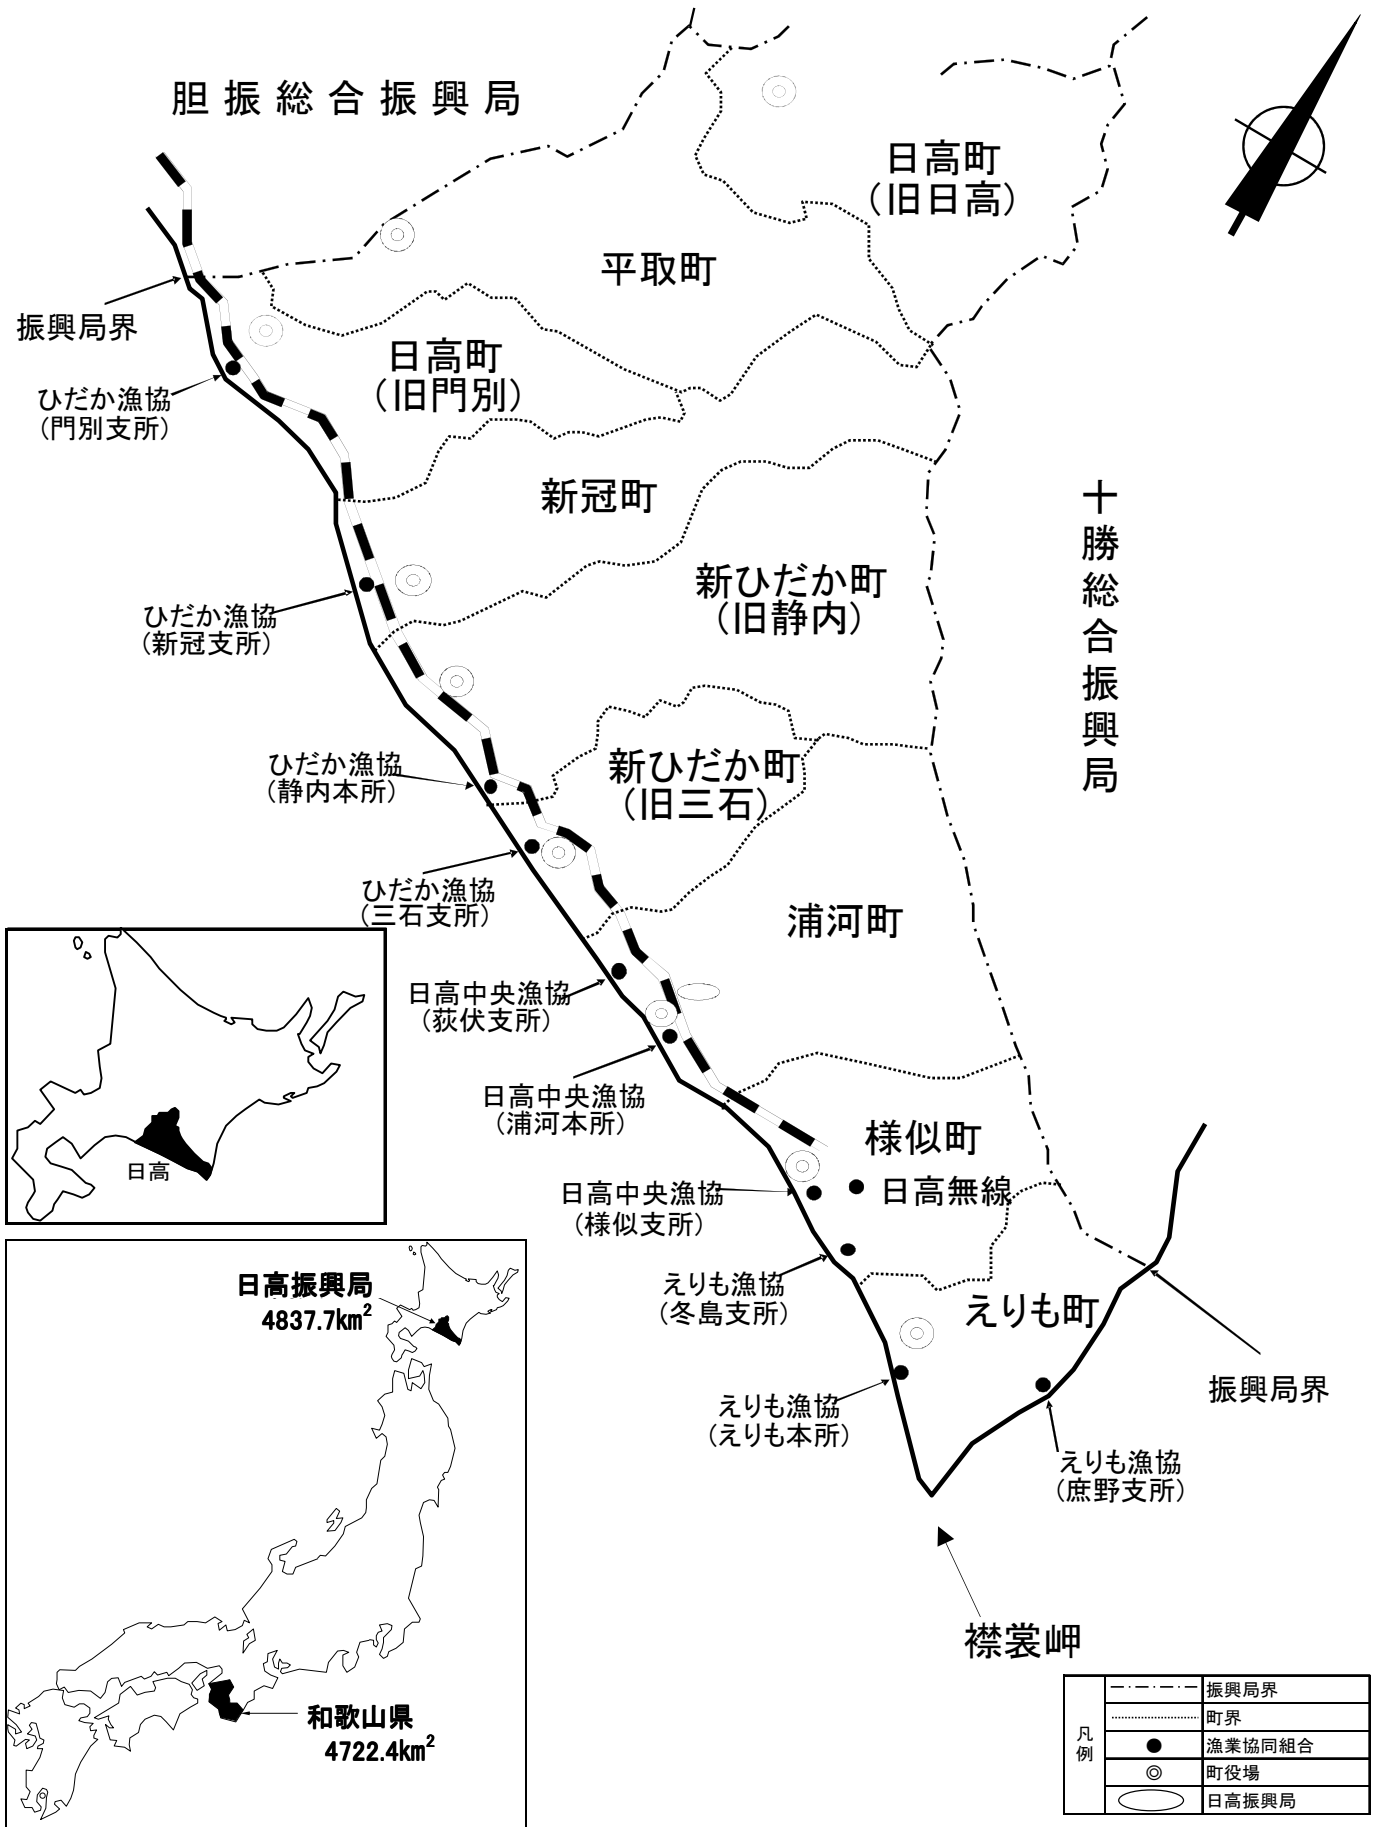 胆振総合振興局
日高町
(旧日高)
平取町
振興局界
日高町
(旧門別)
ひだか漁協
(門別支所)
新冠町
十勝総合振興局
新ひだか町
(旧静内)
ひだか漁協
(新冠支所)
新ひだか町
(旧三石)
ひだか漁協
(静内本所)
ひだか漁協
(三石支所)
浦河町
日高中央漁協
(荻伏支所)
日高中央漁協
(浦河本所)
様似町
日高
日高中央漁協
(様似支所)
日高無線
えりも漁協
(冬島支所)
えりも町
日高振興局
4837.7km²
振興局界
えりも漁協
(えりも本所)
えりも漁協
(庶野支所)
襟裳岬
和歌山県
4722.4km²
凡例
振興局界
町界
漁業協同組合
町役場
日高振興局